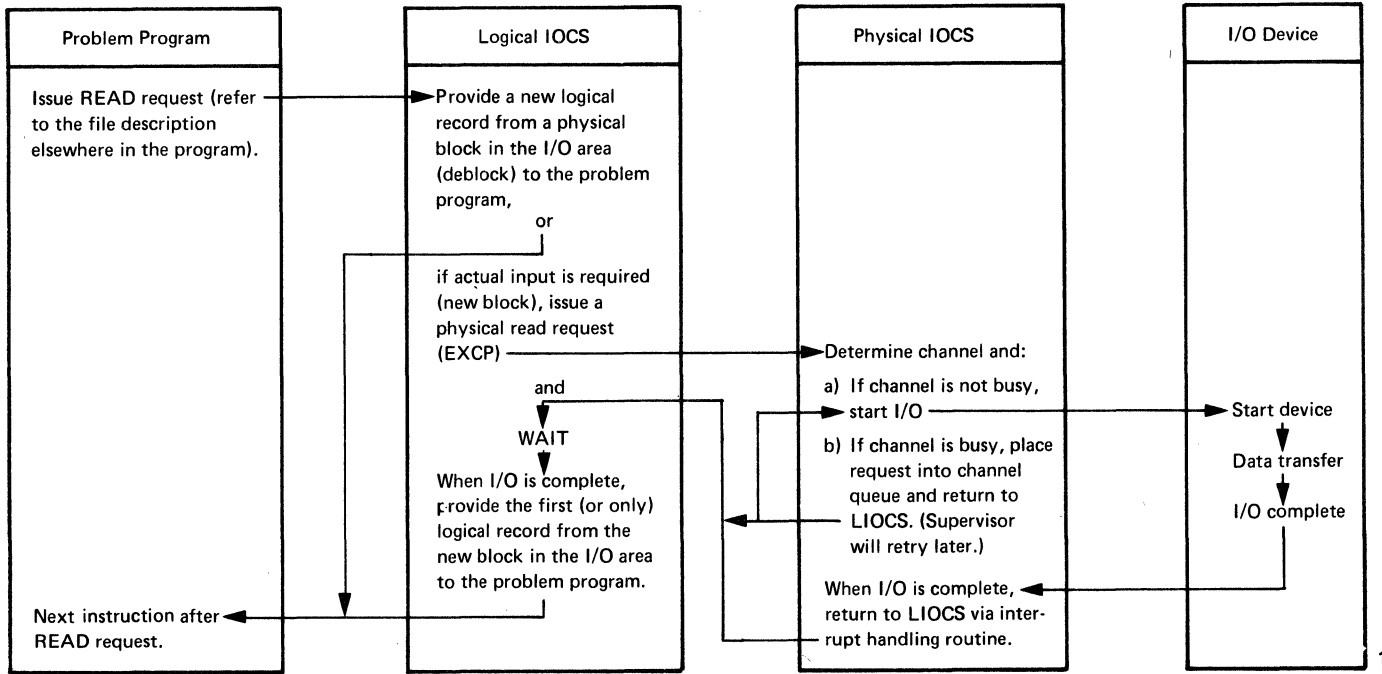 Problem Program
Issue READ request (refer
to the file description
elsewhere in the program).
Next instruction after
READ request.
Logical IOCS
Provide a new logical
record from a physical
block in the I/O area
(deblock) to the problem
program,
or
if actual input is required
(new block), issue a
physical read request
(EXCP)
and
WAIT
When I/O is complete,
provide the first (or only)
logical record from the
new block in the I/O area
to the problem program.
Physical IOCS
Determine channel and:
a) If channel is not busy,
start I/O
b) If channel is busy, place
request into channel
queue and return to
LIOCS. (Supervisor
will retry later.)
When I/O is complete,
return to LIOCS via inter-
rupt handling routine.
I/O Device
Start device
Data transfer
I/O complete